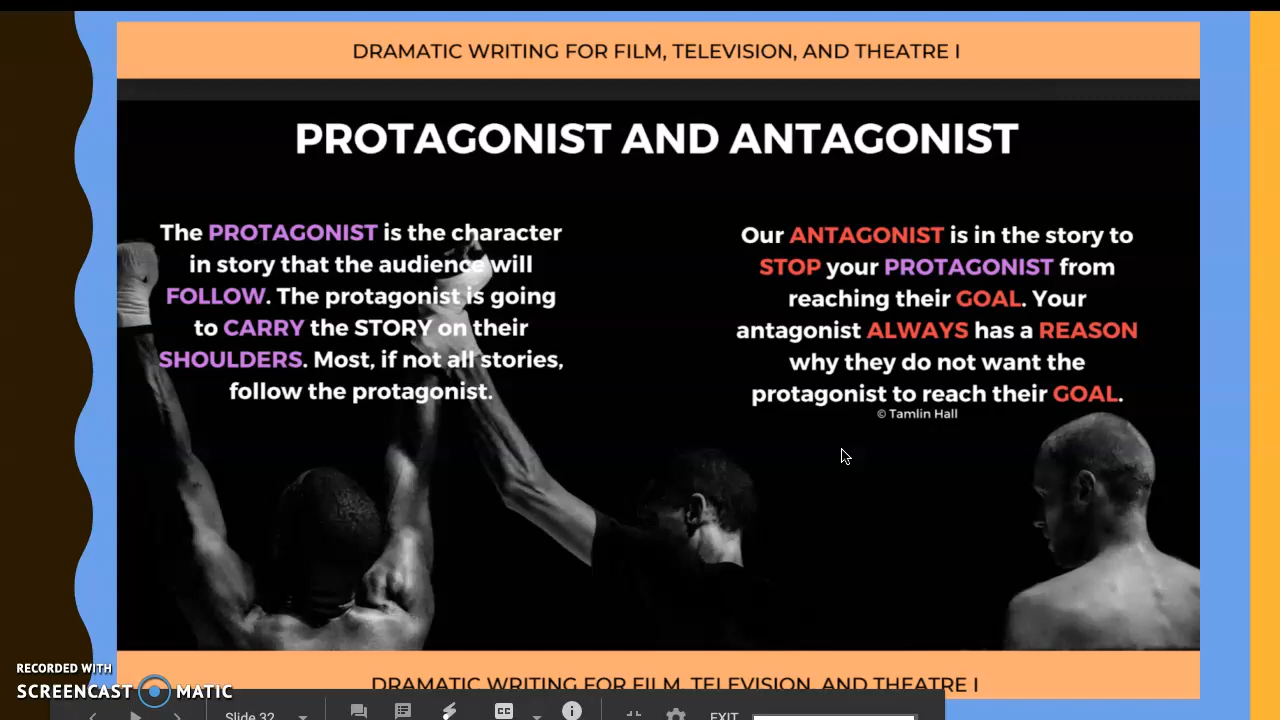 DRAMATIC WRITING FOR FILM, TELEVISION, AND THEATRE I
PROTAGONIST AND ANTAGONIST
The PROTAGONIST is the character
in story that the audience will
FOLLOW. The protagonist is going
to CARRY the STORY on their
SHOULDERS. Most, if not all stories,
follow the protagonist.
Our ANTAGONIST is in the story to
STOP your PROTAGONIST from
reaching their GOAL. Your
antagonist ALWAYS has a REASON
why they do not want the
protagonist to reach their GOAL.
© Tamlin Hall
DRAMATIC WRITING FOR FILM, TELEVISION, AND THEATRE I
RECORDED WITH
SCREENCAST MATIC
Slide 32
CC
EXIT